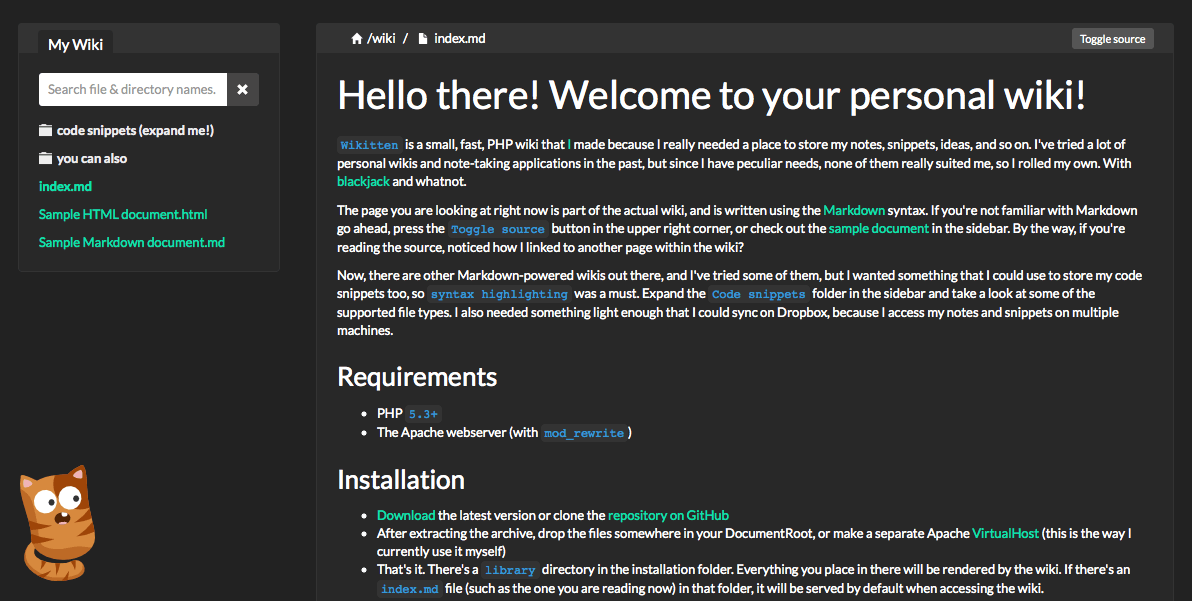 My Wiki
Search file & directory names.
code snippets (expand me!)
you can also
index.md
Sample HTML document.html
Sample Markdown document.md
/wiki / index.md
Toggle source
Hello there! Welcome to your personal wiki!
Wikitten is a small, fast, PHP wiki that I made because I really needed a place to store my notes, snippets, ideas, and so on. I've tried a lot of
personal wikis and note-taking applications in the past, but since I have peculiar needs, none of them really suited me, so I rolled my own. With
blackjack and whatnot.
The page you are looking at right now is part of the actual wiki, and is written using the Markdown syntax. If you're not familiar with Markdown
go ahead, press the Toggle source button in the upper right corner, or check out the sample document in the sidebar. By the way, if you're
reading the source, noticed how I linked to another page within the wiki?
Now, there are other Markdown-powered wikis out there, and I've tried some of them, but I wanted something that I could use to store my code
snippets too, so syntax highlighting was a must. Expand the Code snippets folder in the sidebar and take a look at some of the
supported file types. I also needed something light enough that I could sync on Dropbox, because I access my notes and snippets on multiple
machines.
Requirements
• PHP 5.3+
• The Apache webserver (with mod_rewrite )
Installation
• Download the latest version or clone the repository on GitHub
• After extracting the archive, drop the files somewhere in your DocumentRoot, or make a separate Apache VirtualHost (this is the way I
currently use it myself)
• That's it. There's a library directory in the installation folder. Everything you place in there will be rendered by the wiki. If there's an
index.md file (such as the one you are reading now) in that folder, it will be served by default when accessing the wiki.